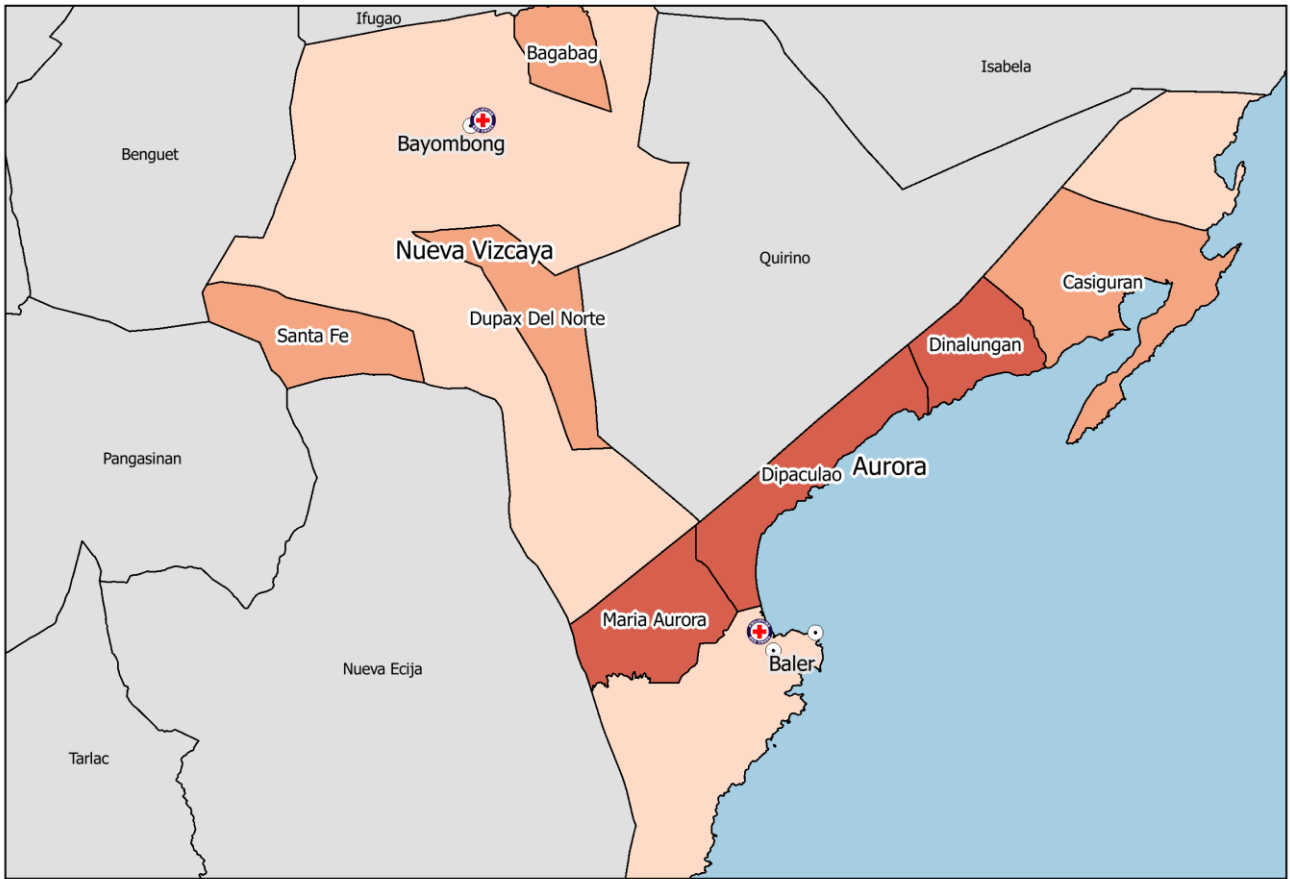 Ifugao
Bagabag
Isabela
Bayombong
Benguet
Nueva Vizcaya
Quirino
Casiguran
Dupax Del Norte
Santa Fe
Dinalungan
Pangasinan
Dipaculao
Aurora
Maria Aurora
Nueva Ecija
Baler
Tarlac